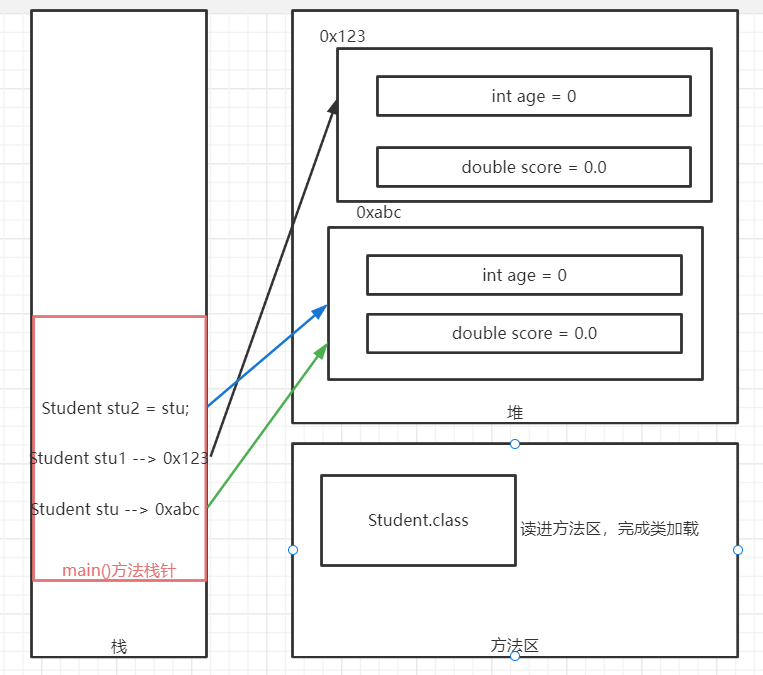 0x123
int age = 0
double score = 0.0
0xabc
int age = 0
double score = 0.0
堆
Student stu2 = stu;
Student stu1 --> 0x123
Student stu --> 0xabc
main()方法栈针
栈
Student.class
读进方法区，完成类加载
方法区